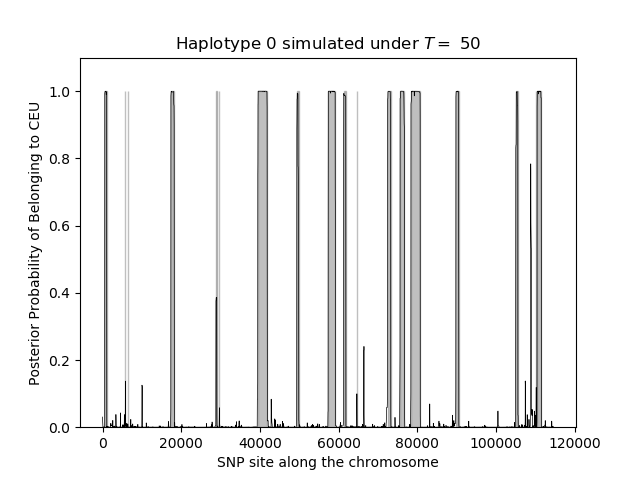 Haplotype 0 simulated under T = 50
Posterior Probability of Belonging to CEU
1.0
0.8
0.6
0.4
0.2
0.0
0 20000 40000 60000 80000 100000 120000
SNP site along the chromosome